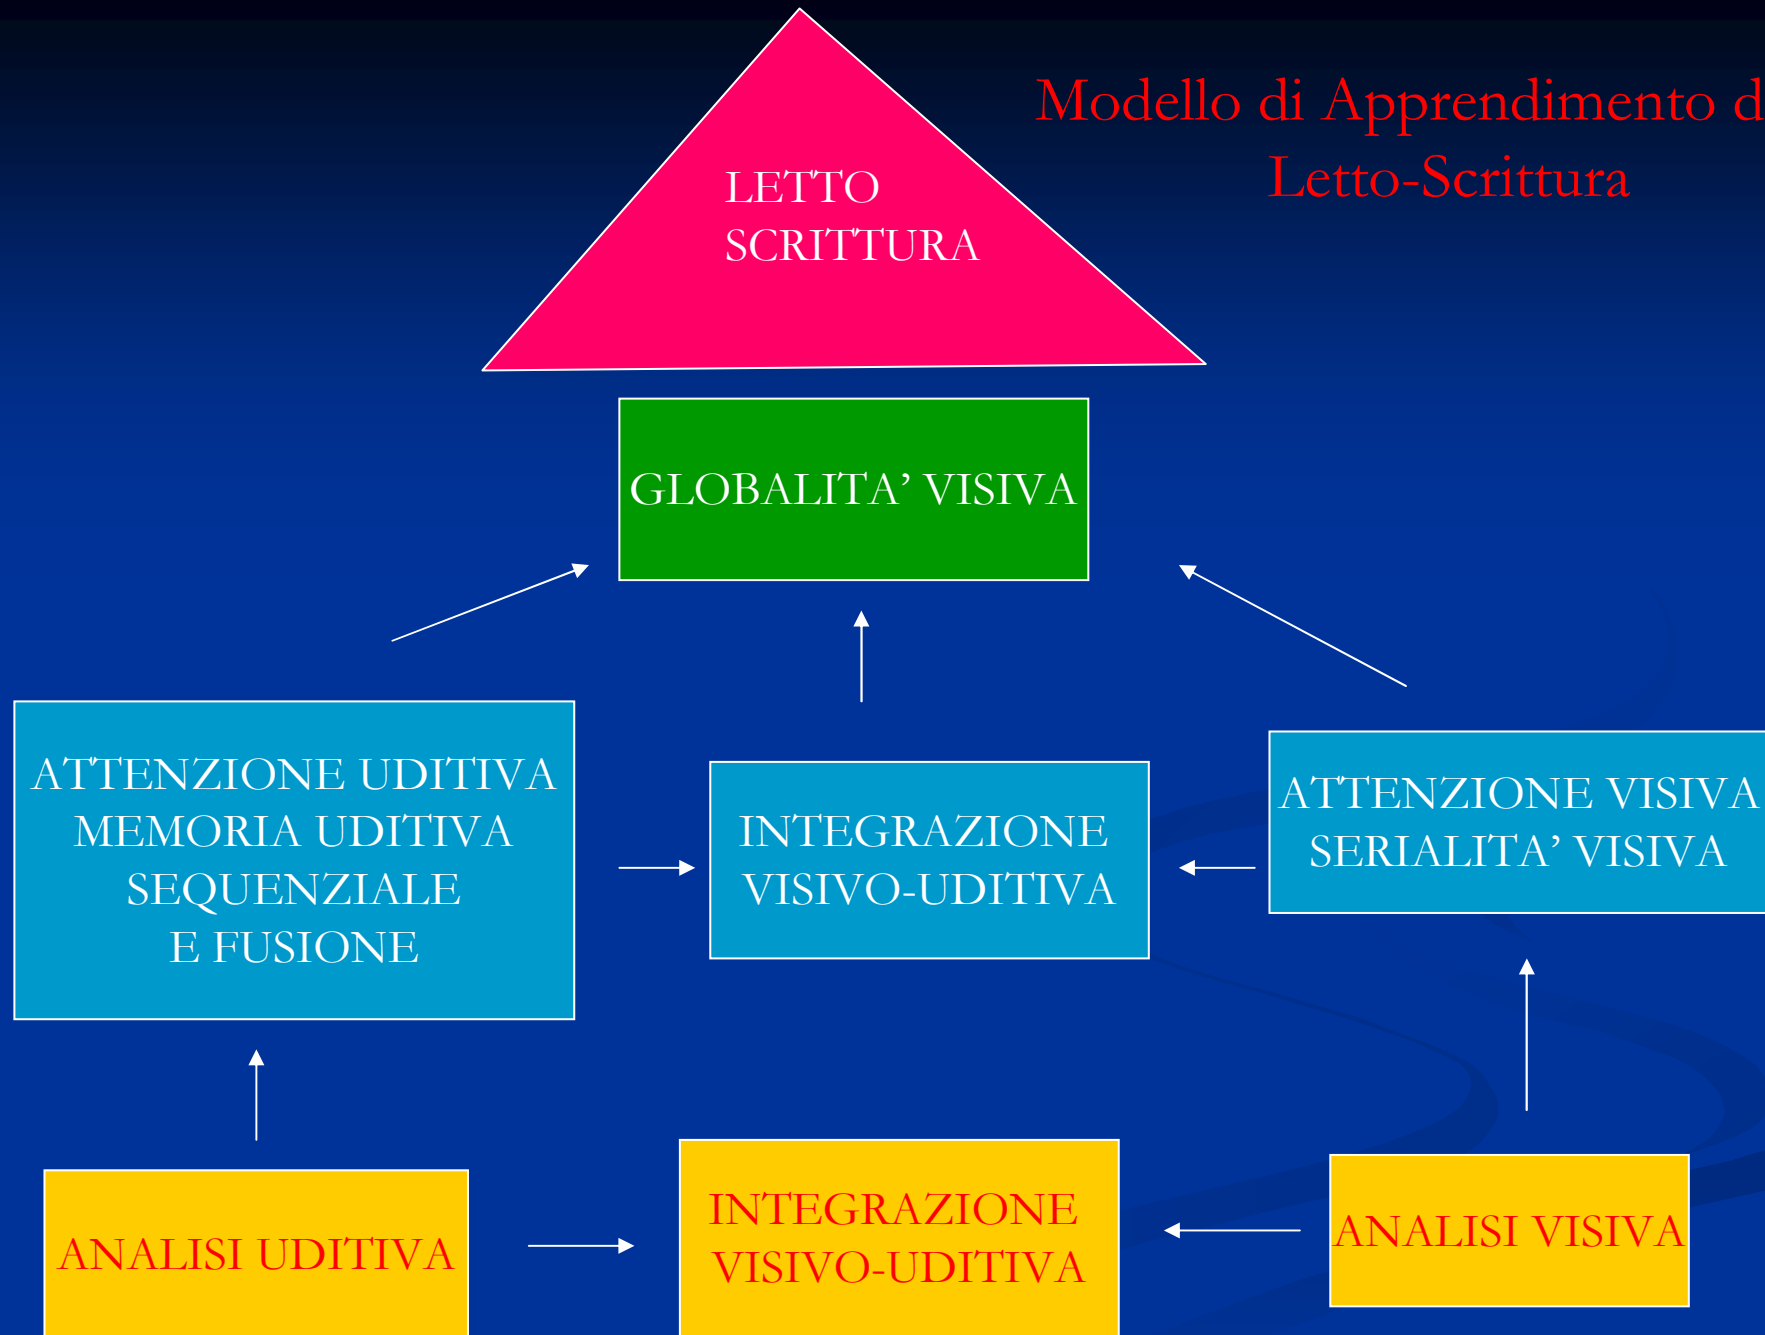 Modello di Apprendimento d
Letto-Scrittura
LETTO
SCRITTURA
GLOBALITA’ VISIVA
ATTENZIONE UDITIVA
MEMORIA UDITIVA
SEQUENZIALE
E FUSIONE
INTEGRAZIONE
VISIVO-UDITIVA
ATTENZIONE VISIVA
SERIALITA’ VISIVA
ANALISI UDITIVA
INTEGRAZIONE
VISIVO-UDITIVA
ANALISI VISIVA